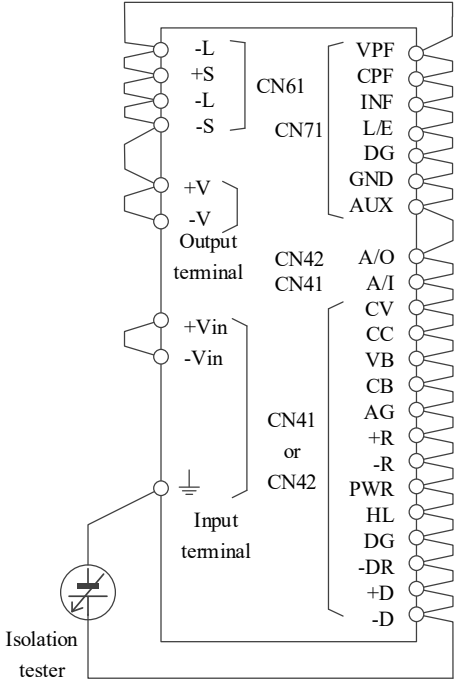 -L
+S
-L
-S
CN61
+V
-V
Output
terminal
+Vin
-Vin
Input
terminal
Isolation
tester
CN71
VPF
CPF
INF
L/E
DG
GND
AUX
CN42
A/O
CN41
A/I
CN41
or
CN42
CV
CC
VB
CB
AG
+R
-R
PWR
HL
DG
-DR
+D
-D